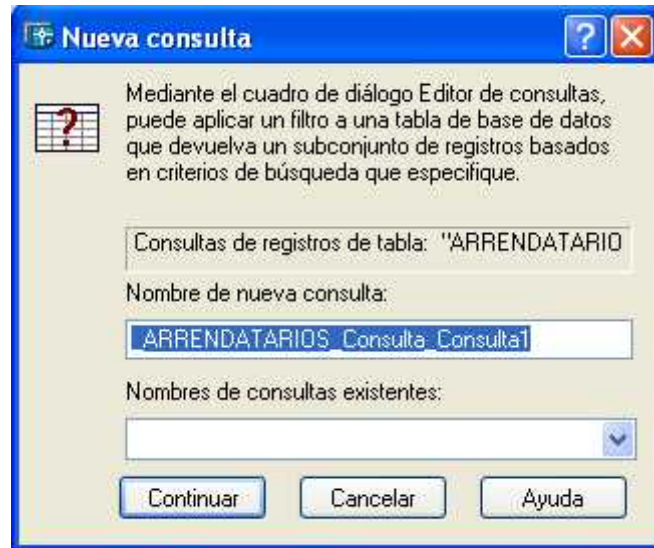 Nueva consulta
Mediante el cuadro de diálogo Editor de consultas,
puede aplicar un filtro a una tabla de base de datos
que devuelva un subconjunto de registros basados
en criterios de búsqueda que especifique.
Consultas de registros de tabla: "ARRENDATARIO
Nombre de nueva consulta:
_ARRENDATARIOS_Consulta_Consulta1
Nombres de consultas existentes:
Continuar Cancelar Ayuda